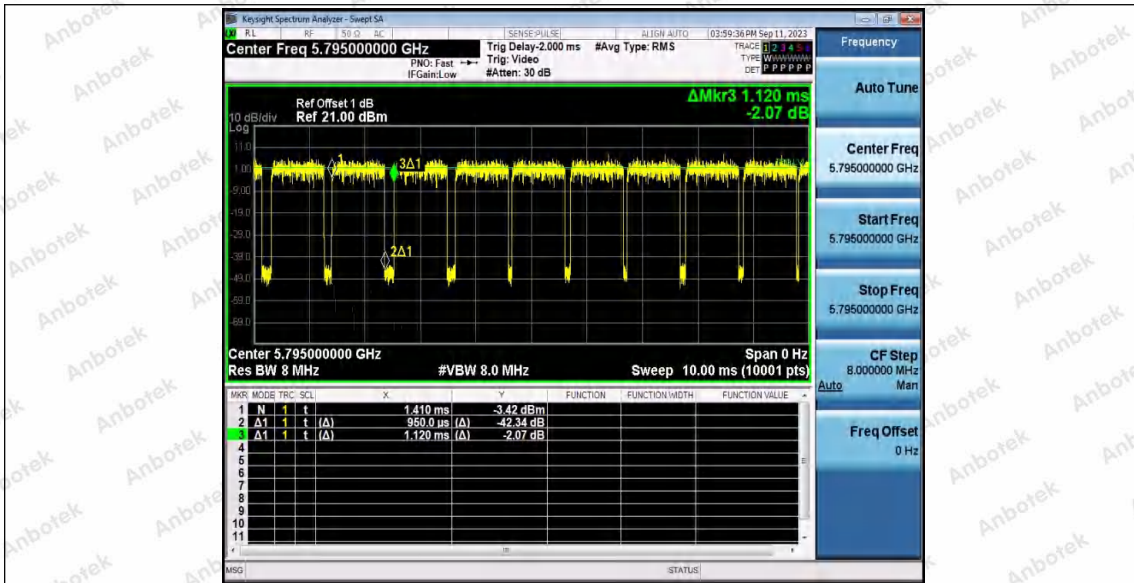 Keysight Spectrum Analyzer - Swept SA
RL RF 50 Ω AC SENSE:PULSE ALIGN AUTO 03:59:36 PM Sep 11, 2023
Center Freq 5.795000000 GHz
PNO: Fast
IFGain:Low
Trig Delay-2.000 ms
Trig: Video
#Atten: 30 dB
#Avg Type: RMS
TRACE 1 2 3 4 5 6
TYPE W
DET P P P P P P
ΔMkr3 1.120 ms
-2.07 dB
Ref Offset 1 dB
10 dB/div Ref 21.00 dBm
Log
11.0
1.00
-9.00
-19.0
-29.0
-39.0
-49.0
-59.0
-69.0
1
3Δ1
2Δ1
Center 5.795000000 GHz Span 0 Hz
Res BW 8 MHz #VBW 8.0 MHz Sweep 10.00 ms (10001 pts)
MKR MODE TRC SCL X Y FUNCTION FUNCTION WIDTH FUNCTION VALUE
1 N 1 t 1.410 ms -3.42 dBm
2 Δ1 1 t (Δ) 950.0 µs (Δ) -42.34 dB
3 Δ1 1 t (Δ) 1.120 ms (Δ) -2.07 dB
4
5
6
7
8
9
10
11
MSG STATUS
Frequency
Auto Tune
Center Freq
5.795000000 GHz
Start Freq
5.795000000 GHz
Stop Freq
5.795000000 GHz
CF Step
8.000000 MHz
Auto Man
Freq Offset
0 Hz
Anbotek